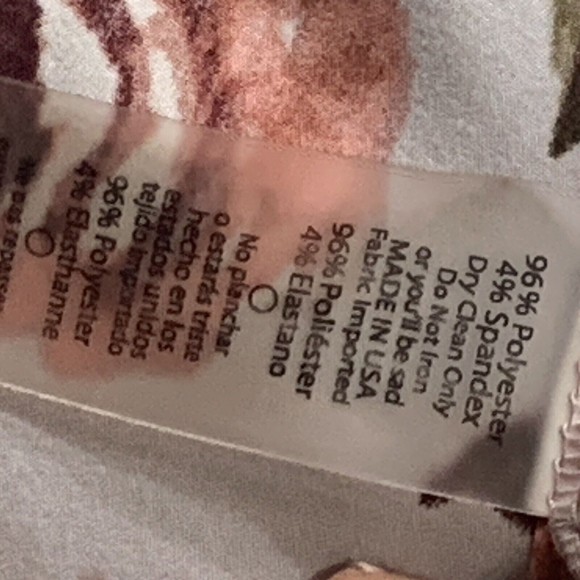 96% Polyester
4% Spandex
Dry Clean Only
Do Not Iron
or you'll be sad
MADE IN USA
Fabric Imported
96% Poliéster
4% Elastano
No planchar
o estarás triste
hecho en los
estados unidos
tejido importado
96% Polyester
4% Elasthanne